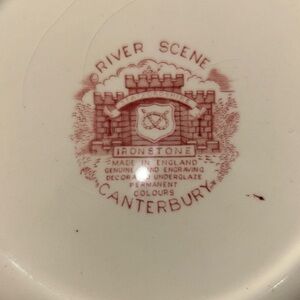 RIVER SCENE
IRONSTONE
MADE IN ENGLAND
GENUINE HAND ENGRAVING
DECORATED UNDERGLAZE
PERMANENT
COLOURS
CANTERBURY